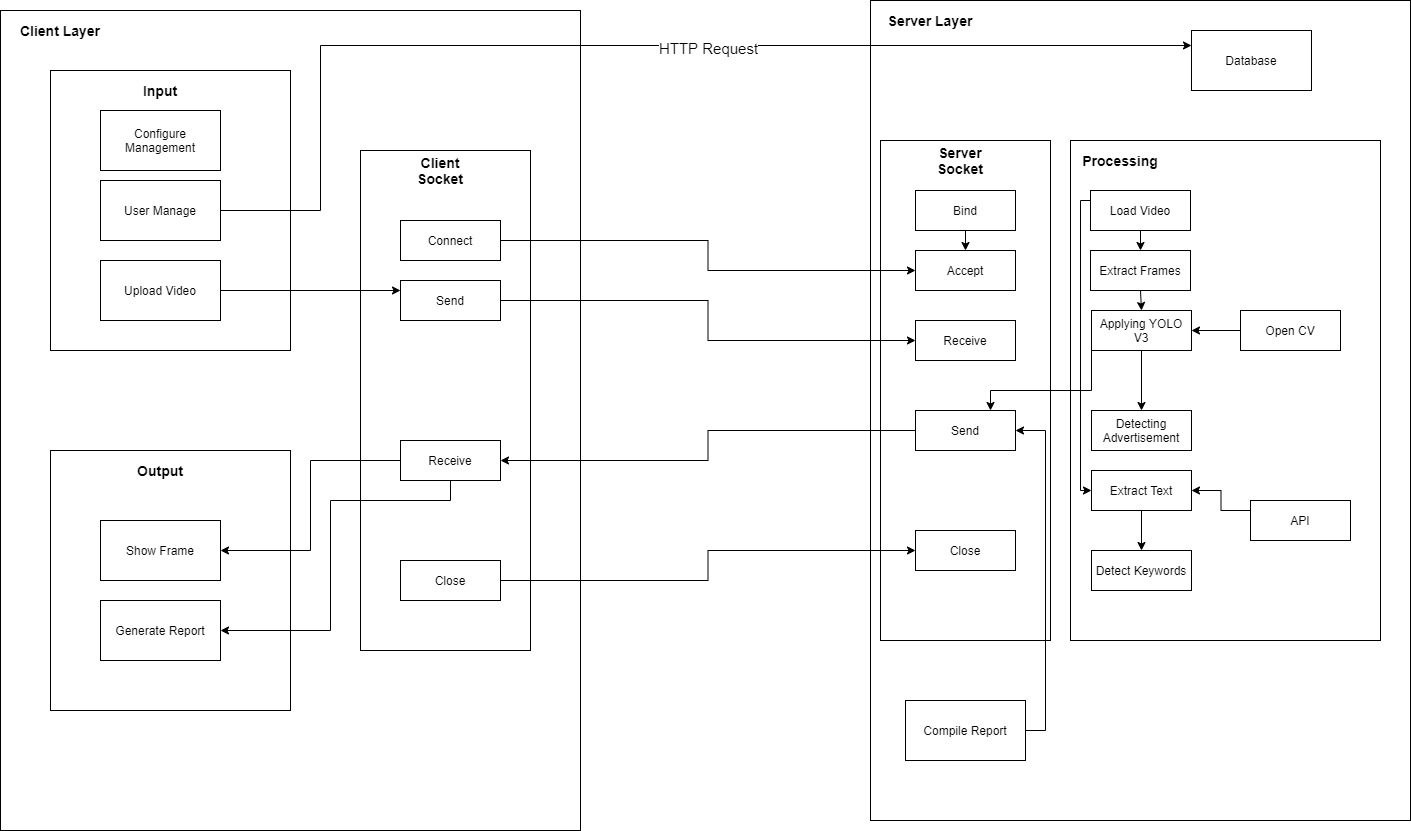 Client Layer
Input
Configure
Management
User Manage
Upload Video
Client
Socket
Connect
Send
Receive
Close
Output
Show Frame
Generate Report
HTTP Request
Server Layer
Database
Server
Socket
Bind
Accept
Receive
Send
Close
Processing
Load Video
Extract Frames
Applying YOLO
V3
Open CV
Detecting
Advertisement
Extract Text
API
Detect Keywords
Compile Report